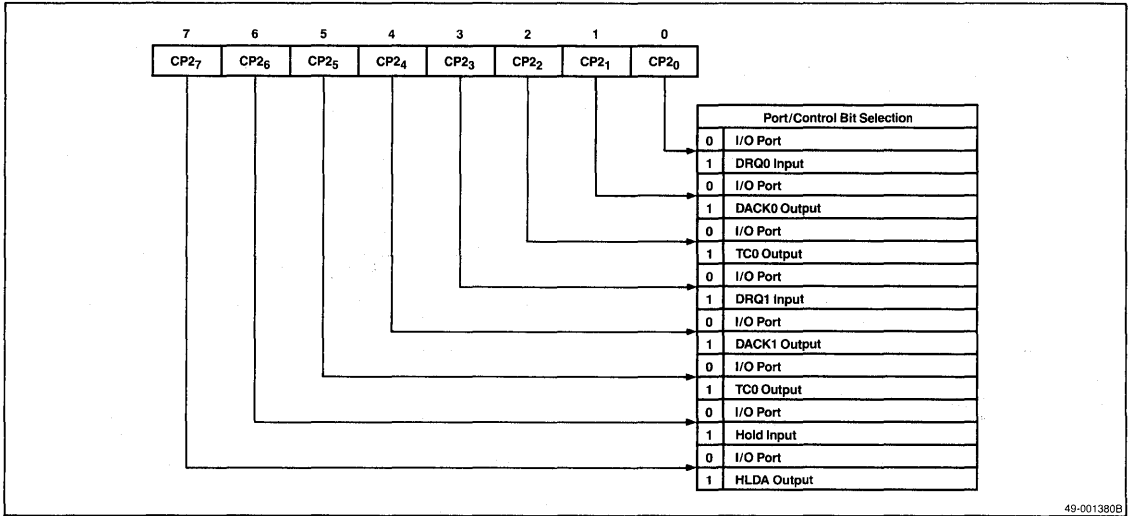 7 6 5 4 3 2 1 0
CP2₇ CP2₆ CP2₅ CP2₄ CP2₃ CP2₂ CP2₁ CP2₀
Port/Control Bit Selection
0 I/O Port
1 DRQ0 Input
0 I/O Port
1 DACK0 Output
0 I/O Port
1 TC0 Output
0 I/O Port
1 DRQ1 Input
0 I/O Port
1 DACK1 Output
0 I/O Port
1 TC0 Output
0 I/O Port
1 Hold Input
0 I/O Port
1 HLDA Output
49-001380B